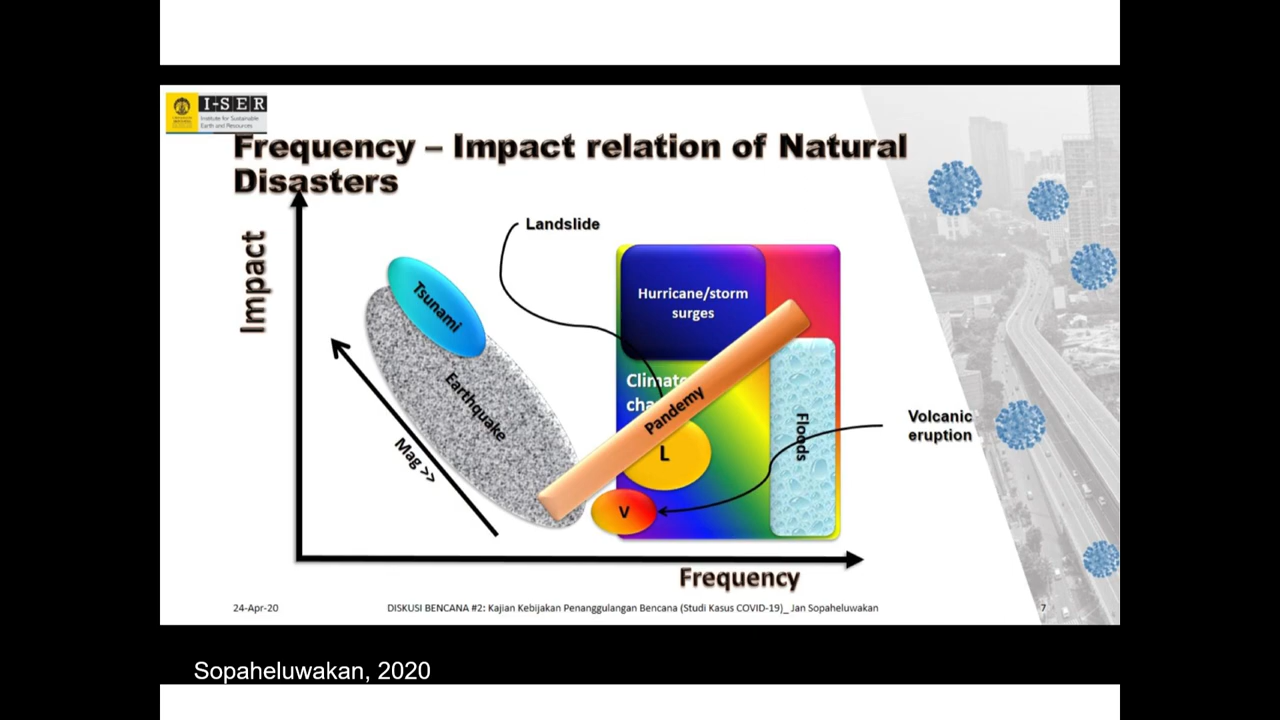 I-SER
Institute for Sustainable
Earth and Resources
Frequency – Impact relation of Natural
Disasters
Impact
Landslide
Tsunami
Hurricane/storm
surges
Earthquake
Climate
cha
Pandemy
Floods
Volcanic
eruption
Mag >>
L
V
Frequency
24-Apr-20
DISKUSI BENCANA #2: Kajian Kebijakan Penanggulangan Bencana (Studi Kasus COVID-19)_ Jan Sopaheluwakan
7
Sopaheluwakan, 2020